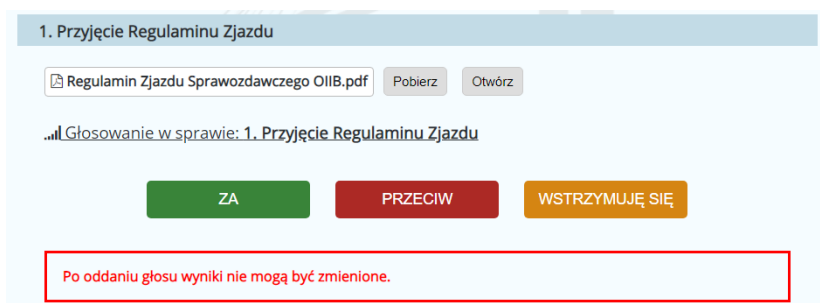 1. Przyjęcie Regulaminu Zjazdu
Regulamin Zjazdu Sprawozdawczego OIIB.pdf Pobierz Otwórz
Głosowanie w sprawie: 1. Przyjęcie Regulaminu Zjazdu
ZA PRZECIW WSTRZYMUJĘ SIĘ
Po oddaniu głosu wyniki nie mogą być zmienione.